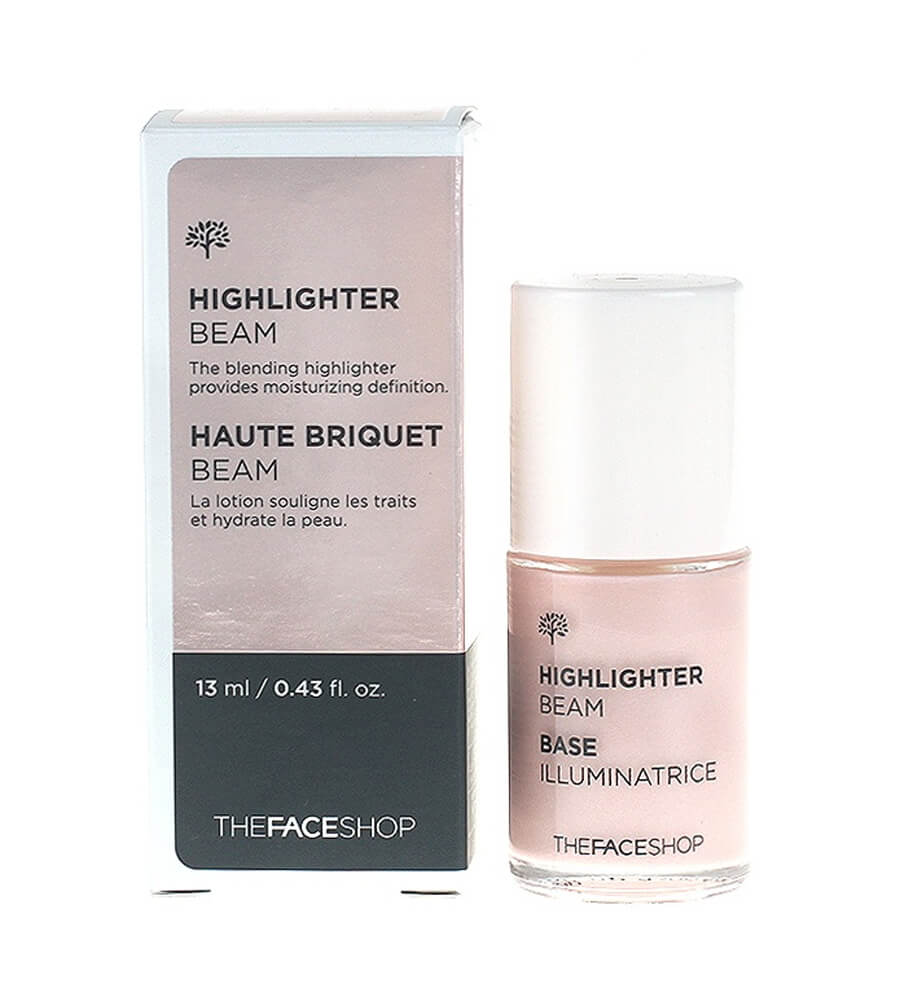 HIGHLIGHTER
BEAM
The blending highlighter
provides moisturizing definition.
HAUTE BRIQUET
BEAM
La lotion souligne les traits
et hydrate la peau.
13 ml / 0.43 fl. oz.
THEFACESHOP
HIGHLIGHTER
BEAM
BASE
ILLUMINATRICE
THEFACESHOP